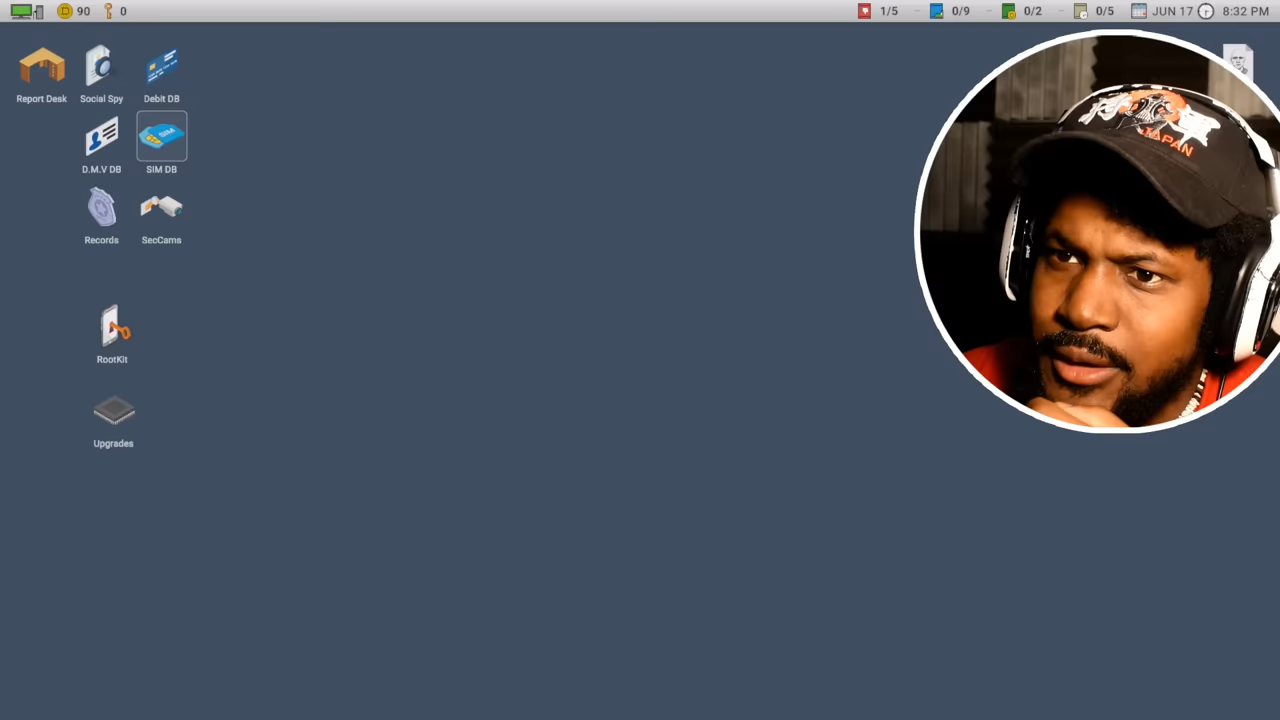 90 0 1/5 0/9 0/2 0/5 JUN 17 8:32 PM
Report Desk Social Spy Debit DB
D.M.V DB SIM DB
SIM
Records SecCams
RootKit
Upgrades
JAPAN